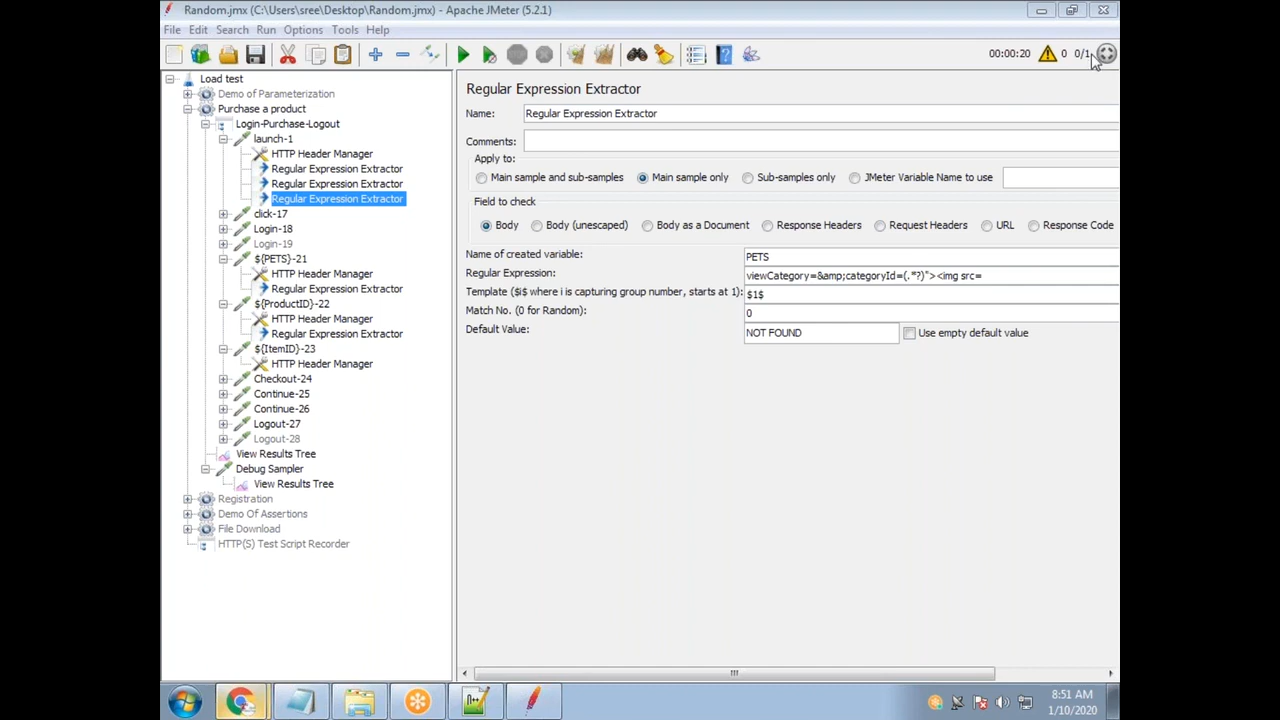 Random.jmx (C:\Users\sree\Desktop\Random.jmx) - Apache JMeter (5.2.1)
File Edit Search Run Options Tools Help
00:00:20 0 0/1
Load test
Demo of Parameterization
Purchase a product
Login-Purchase-Logout
launch-1
HTTP Header Manager
Regular Expression Extractor
Regular Expression Extractor
Regular Expression Extractor
click-17
Login-18
Login-19
${PETS}-21
HTTP Header Manager
Regular Expression Extractor
${ProductID}-22
HTTP Header Manager
Regular Expression Extractor
${ItemID}-23
HTTP Header Manager
Checkout-24
Continue-25
Continue-26
Logout-27
Logout-28
View Results Tree
Debug Sampler
View Results Tree
Registration
Demo Of Assertions
File Download
HTTP(S) Test Script Recorder
Regular Expression Extractor
Name: Regular Expression Extractor
Comments:
Apply to:
Main sample and sub-samples Main sample only Sub-samples only JMeter Variable Name to use
Field to check
Body Body (unescaped) Body as a Document Response Headers Request Headers URL Response Code
Name of created variable: PETS
Regular Expression: viewCategory=&amp;categoryId=(.*?)"><img src=
Template ($i$ where i is capturing group number, starts at 1): $1$
Match No. (0 for Random): 0
Default Value: NOT FOUND Use empty default value
8:51 AM
1/10/2020